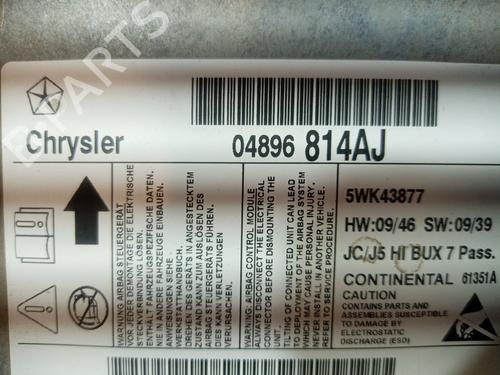 B-PARTS
Chrysler
04896 814AJ
WARNUNG AIRBAG STEUERGERÄT
VOR JEDER DEMONTAGE DIE ELEKTRISCHE
STECKVERBINDUNG LÖSEN.
ENTHÄLT FAHRZEUGSPEZIFISCHE DATEN.
NIE IN ANDERE FAHRZEUGE EINBAUEN.
ANWEISUNGEN SIEHE
WERKSTATTHANDBUCH.
DREHEN DES GERÄTS IN ANGESTECKTEM
ZUSTAND KANN ZUM AUSLÖSEN DES
AIRBAG STEUERGERÄTS FÜHREN.
KANN VERLETZUNGEN
VERURSACHEN.
WARNING AIRBAG CONTROL MODULE
ALWAYS DISCONNECT THE ELECTRICAL
CONNECTOR BEFORE DISMOUNTING THE
UNIT.
TILTING OF CONNECTED UNIT CAN LEAD
TO DEPLOYMENT OF THE AIRBAG SYSTEM
WHICH MAY CAUSE PERSONAL INJURY.
NEVER INSTALL IN ANOTHER VEHICLE.
REFER TO SERVICE PROCEDURE.
5WK43877
HW:09/46 SW:09/39
JC/J5 HI BUX 7 Pass.
CONTINENTAL 61351A
CAUTION
CONTAINS PARTS AND
ASSEMBLIES SUSCEPTIBLE
TO DAMAGE BY
ELECTROSTATIC
DISCHARGE (ESD)